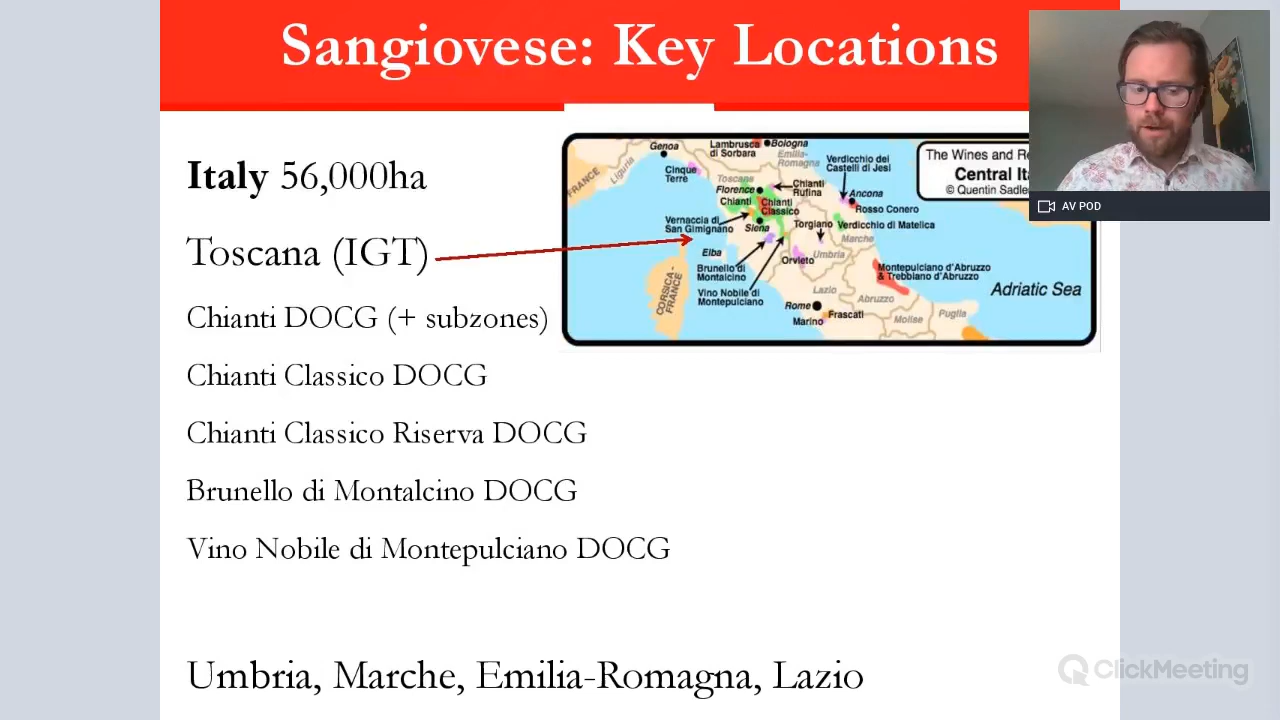 Sangiovese: Key Locations
AV POD
Italy 56,000ha
Toscana (IGT)
Chianti DOCG (+ subzones)
Chianti Classico DOCG
Chianti Classico Riserva DOCG
Brunello di Montalcino DOCG
Vino Nobile di Montepulciano DOCG
Umbria, Marche, Emilia-Romagna, Lazio
The Wines and Re
Central Ita
© Quentin Sadle
Genoa
Liguria
FRANCE
Cinque
Terre
Lambrusca
di Sorbara
Bologna
Emilia-
Romagna
Toscana
Florence
Chianti
Rufina
Chianti
Chianti
Classico
Vernaccia di
San Gimignano
Siena
Verdicchio dei
Castelli di Jesi
Ancona
Rosso Conero
Verdicchio di Matelica
Torgiano
Marche
Elba
Brunello di
Montalcino
Orvieto
Umbria
Vino Nobile di
Montepulciano
CORSICA-
FRANCE
Montepulciano d'Abruzzo
& Trebbiano d'Abruzzo
Adriatic Sea
Lazio
Abruzzo
Rome
Frascati
Marino
Molise
Puglia
ClickMeeting